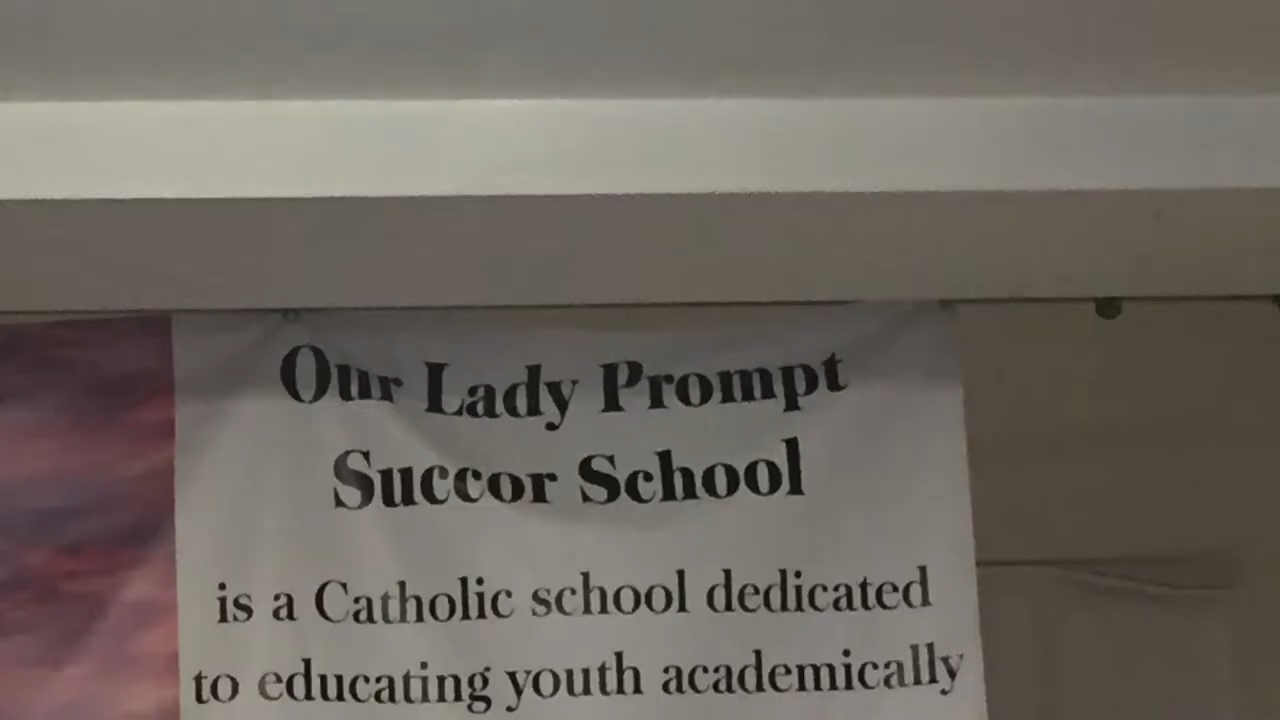 Our Lady Prompt
Succor School
is a Catholic school dedicated
to educating youth academically